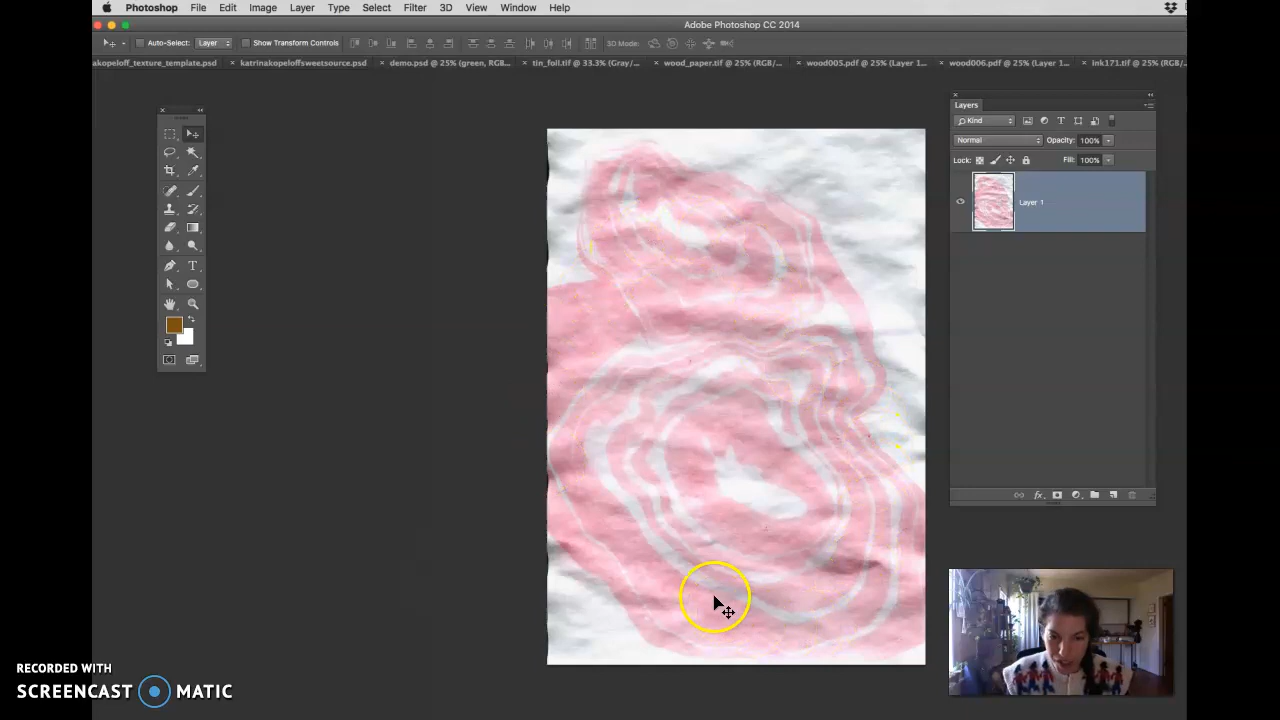 Photoshop File Edit Image Layer Type Select Filter 3D View Window Help
Adobe Photoshop CC 2014
Auto-Select: Layer Show Transform Controls 3D Mode:
akopeloff_texture_template.psd × katrinakopeloffsweetsource.psd × demo.psd @ 25% (green, RGB... × tin_foil.tif @ 33.3% (Gray/... × wood_paper.tif @ 25% (RGB/... × wood005.pdf @ 25% (Layer 1... × wood006.pdf @ 25% (Layer 1... × ink171.tif @ 25% (RGB/...
Layers
Kind
Normal Opacity: 100%
Lock: Fill: 100%
Layer 1
T
fx
RECORDED WITH
SCREENCAST MATIC